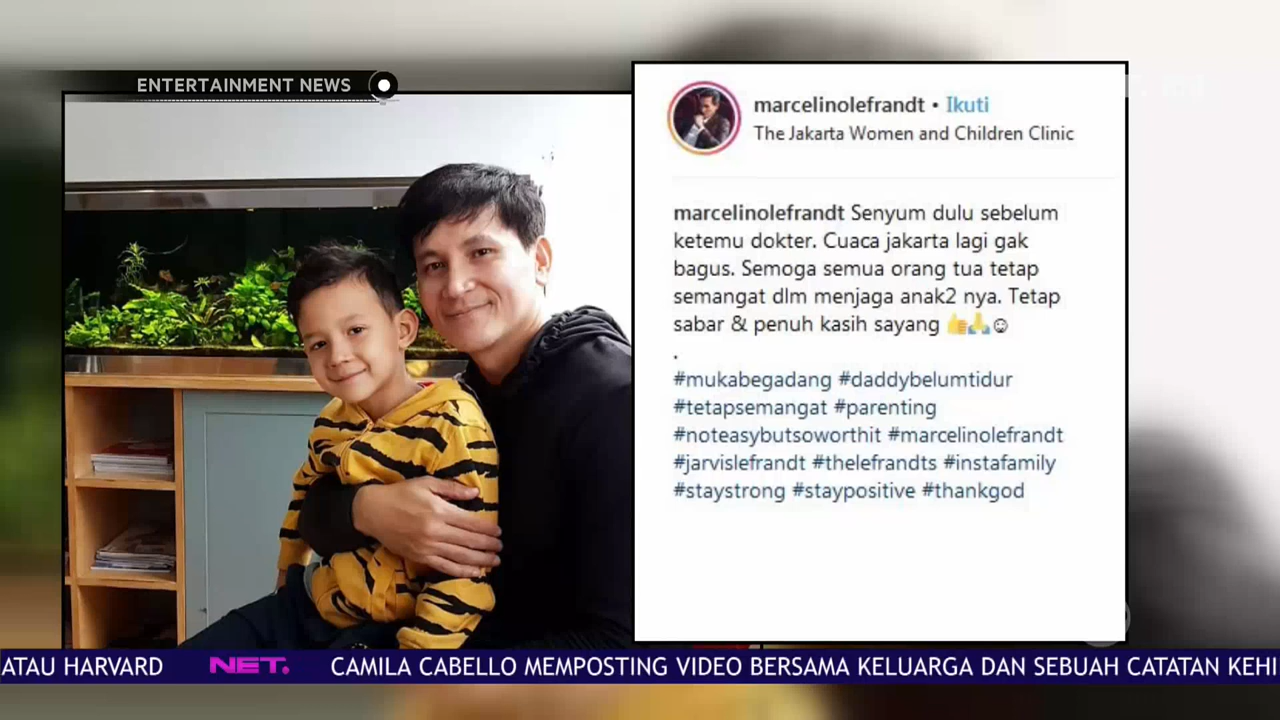 ENTERTAINMENT NEWS
marcelinolefrandt • Ikuti
The Jakarta Women and Children Clinic
marcelinolefrandt Senyum dulu sebelum
ketemu dokter. Cuaca jakarta lagi gak
bagus. Semoga semua orang tua tetap
semangat dlm menjaga anak2 nya. Tetap
sabar & penuh kasih sayang 👍🙏☺
.
#mukabegadang #daddybelumtidur
#tetapsemangat #parenting
#noteasybutsoworthit #marcelinolefrandt
#jarvislefrandt #thelefrandts #instafamily
#staystrong #staypositive #thankgod
ATAU HARVARD NET. CAMILA CABELLO MEMPOSTING VIDEO BERSAMA KELUARGA DAN SEBUAH CATATAN KEHI